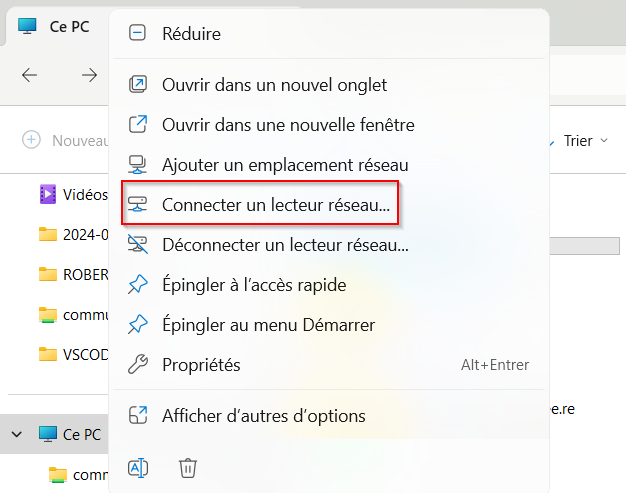 Ce PC
Réduire
Ouvrir dans un nouvel onglet
Ouvrir dans une nouvelle fenêtre
Ajouter un emplacement réseau
Connecter un lecteur réseau...
Déconnecter un lecteur réseau...
Épingler à l'accès rapide
Épingler au menu Démarrer
Propriétés Alt+Entrer
Afficher d'autres d'options
Nouveau
Trier
Vidéos
2024-0
ROBER
commu
VSCOD
ee.re
Ce PC
comm